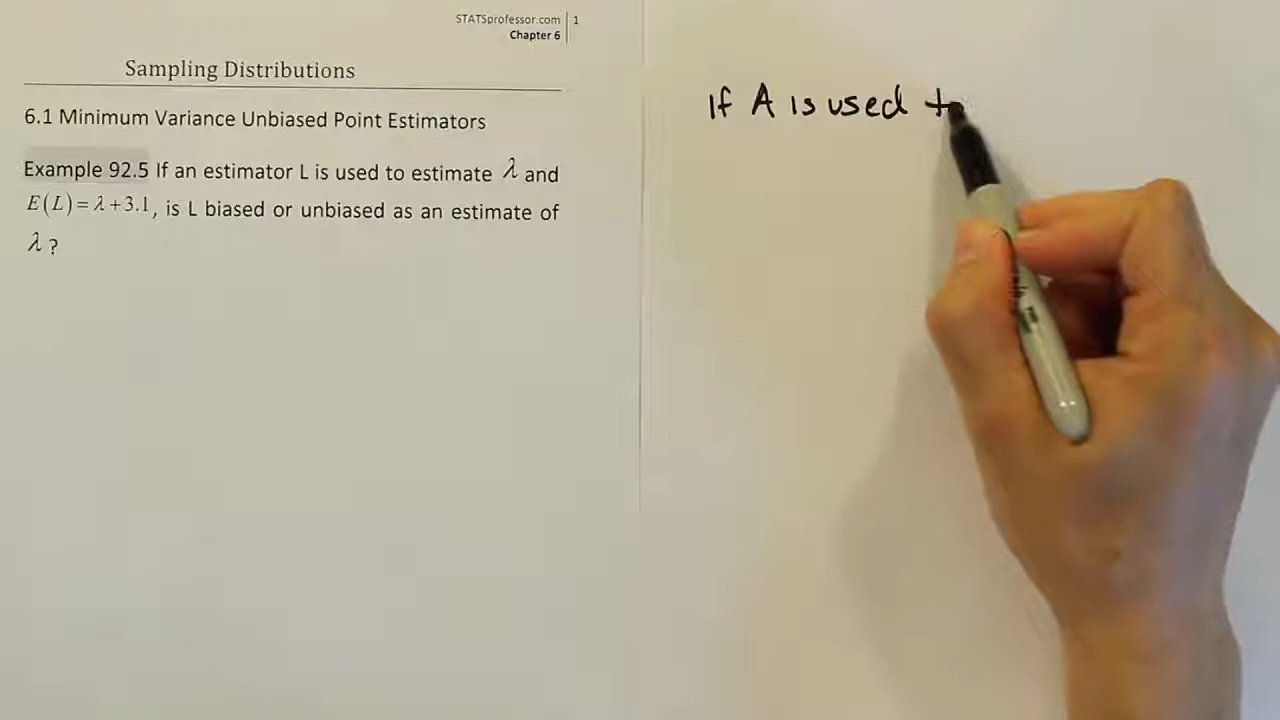 STATSprofessor.com 1
Chapter 6
Sampling Distributions
6.1 Minimum Variance Unbiased Point Estimators
Example 92.5 If an estimator L is used to estimate λ and
E(L)=λ+3.1, is L biased or unbiased as an estimate of
λ?
If A is used